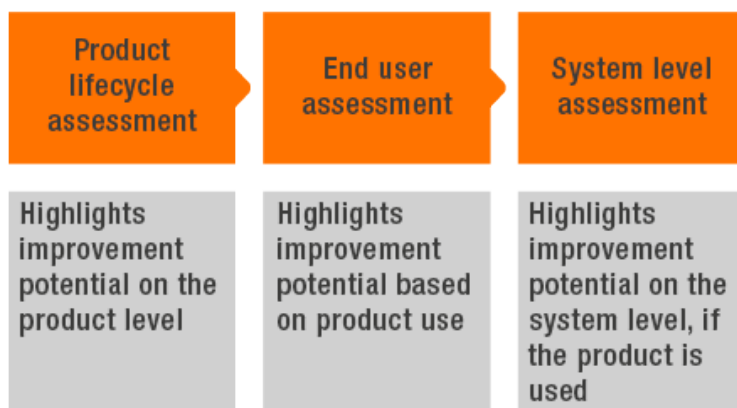 Product
lifecycle
assessment
End user
assessment
System level
assessment
Highlights
improvement
potential on the
product level
Highlights
improvement
potential based
on product use
Highlights
improvement
potential on the
system level, if
the product is
used